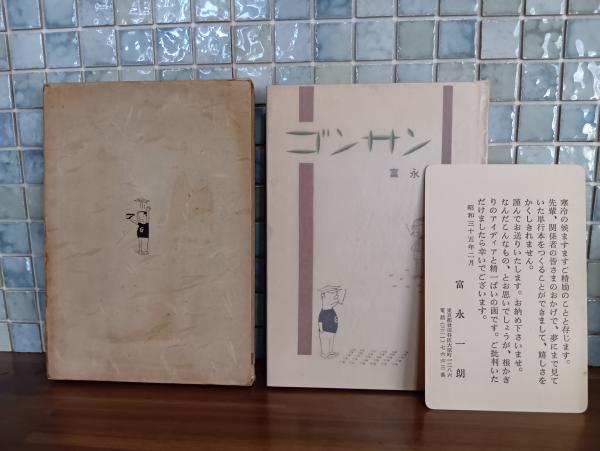 ゴンサン
富永
G
寒冷の候ますますご精励のことと存じます。
先輩、関係者の皆さまのおかげで、夢にまで見て
いた単行本をつくることができまして、嬉しさを
かくしきれません。
謹んでお送りいたします。お納め下さいませ。
なんだこんなもの、とお思いでしょうが、根かぎ
りのアイディアと精一ぱいの画です。ご批判いた
だけましたら幸いでございます。
昭和三十五年二月
富永一朗